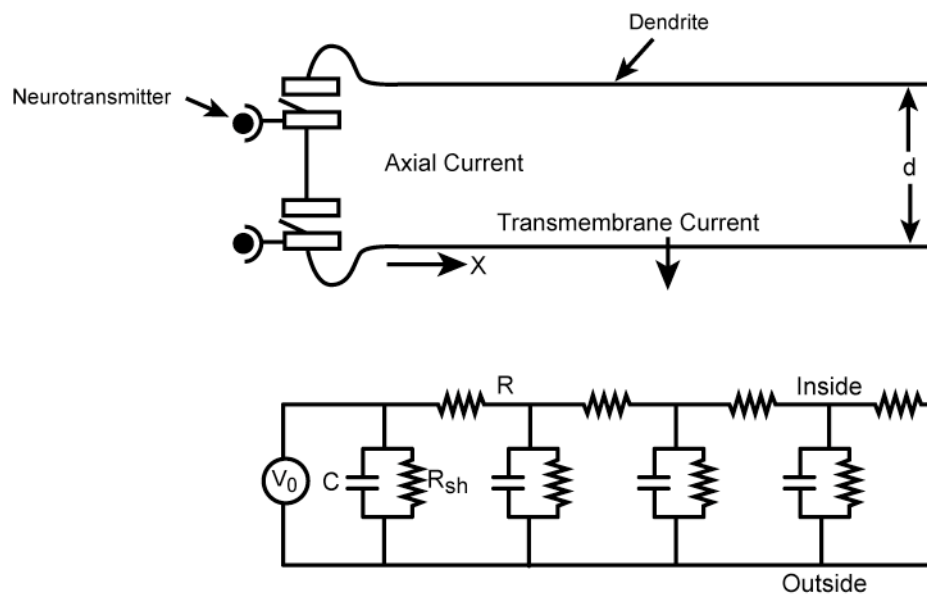 Dendrite
Neurotransmitter
Axial Current
d
Transmembrane Current
X
R
Inside
V0
C
Rsh
Outside